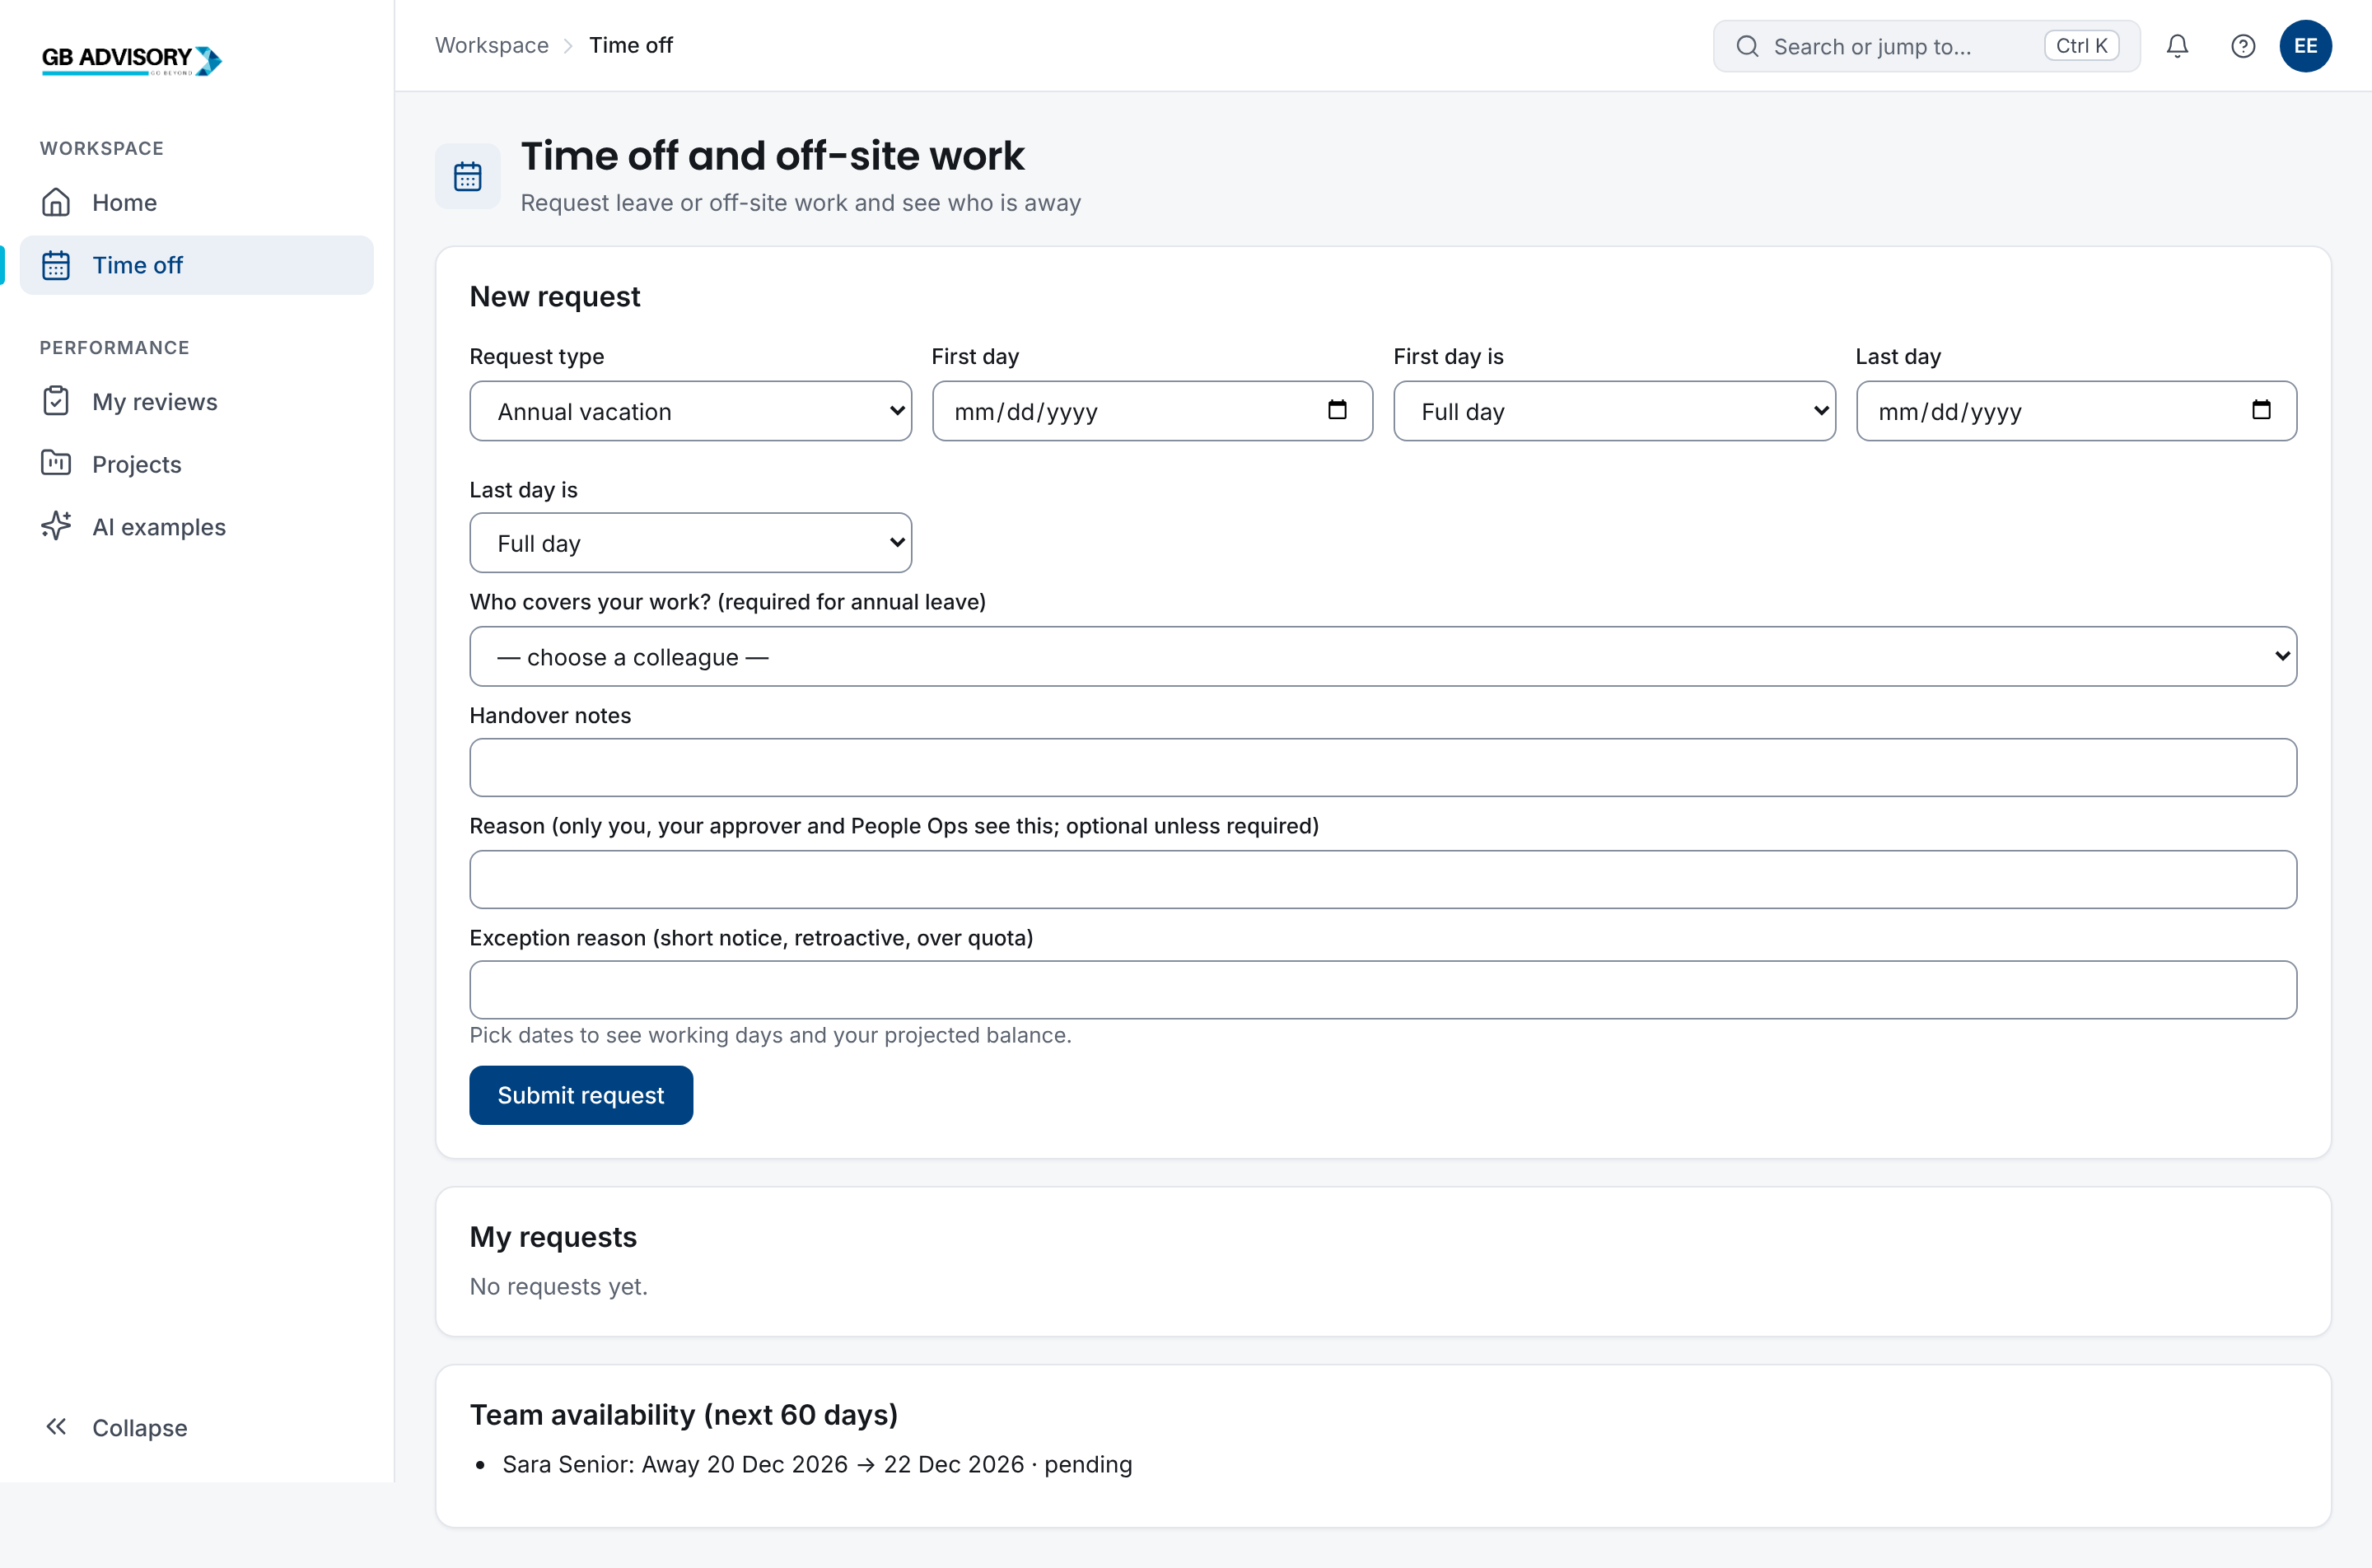 GB ADVISORY
GO BEYOND
Workspace > Time off
Search or jump to... Ctrl K
EE
WORKSPACE
Home
Time off
PERFORMANCE
My reviews
Projects
AI examples
Collapse
Time off and off-site work
Request leave or off-site work and see who is away
New request
Request type First day First day is Last day
Annual vacation mm/dd/yyyy Full day mm/dd/yyyy
Last day is
Full day
Who covers your work? (required for annual leave)
— choose a colleague —
Handover notes
Reason (only you, your approver and People Ops see this; optional unless required)
Exception reason (short notice, retroactive, over quota)
Pick dates to see working days and your projected balance.
Submit request
My requests
No requests yet.
Team availability (next 60 days)
• Sara Senior: Away 20 Dec 2026 → 22 Dec 2026 · pending